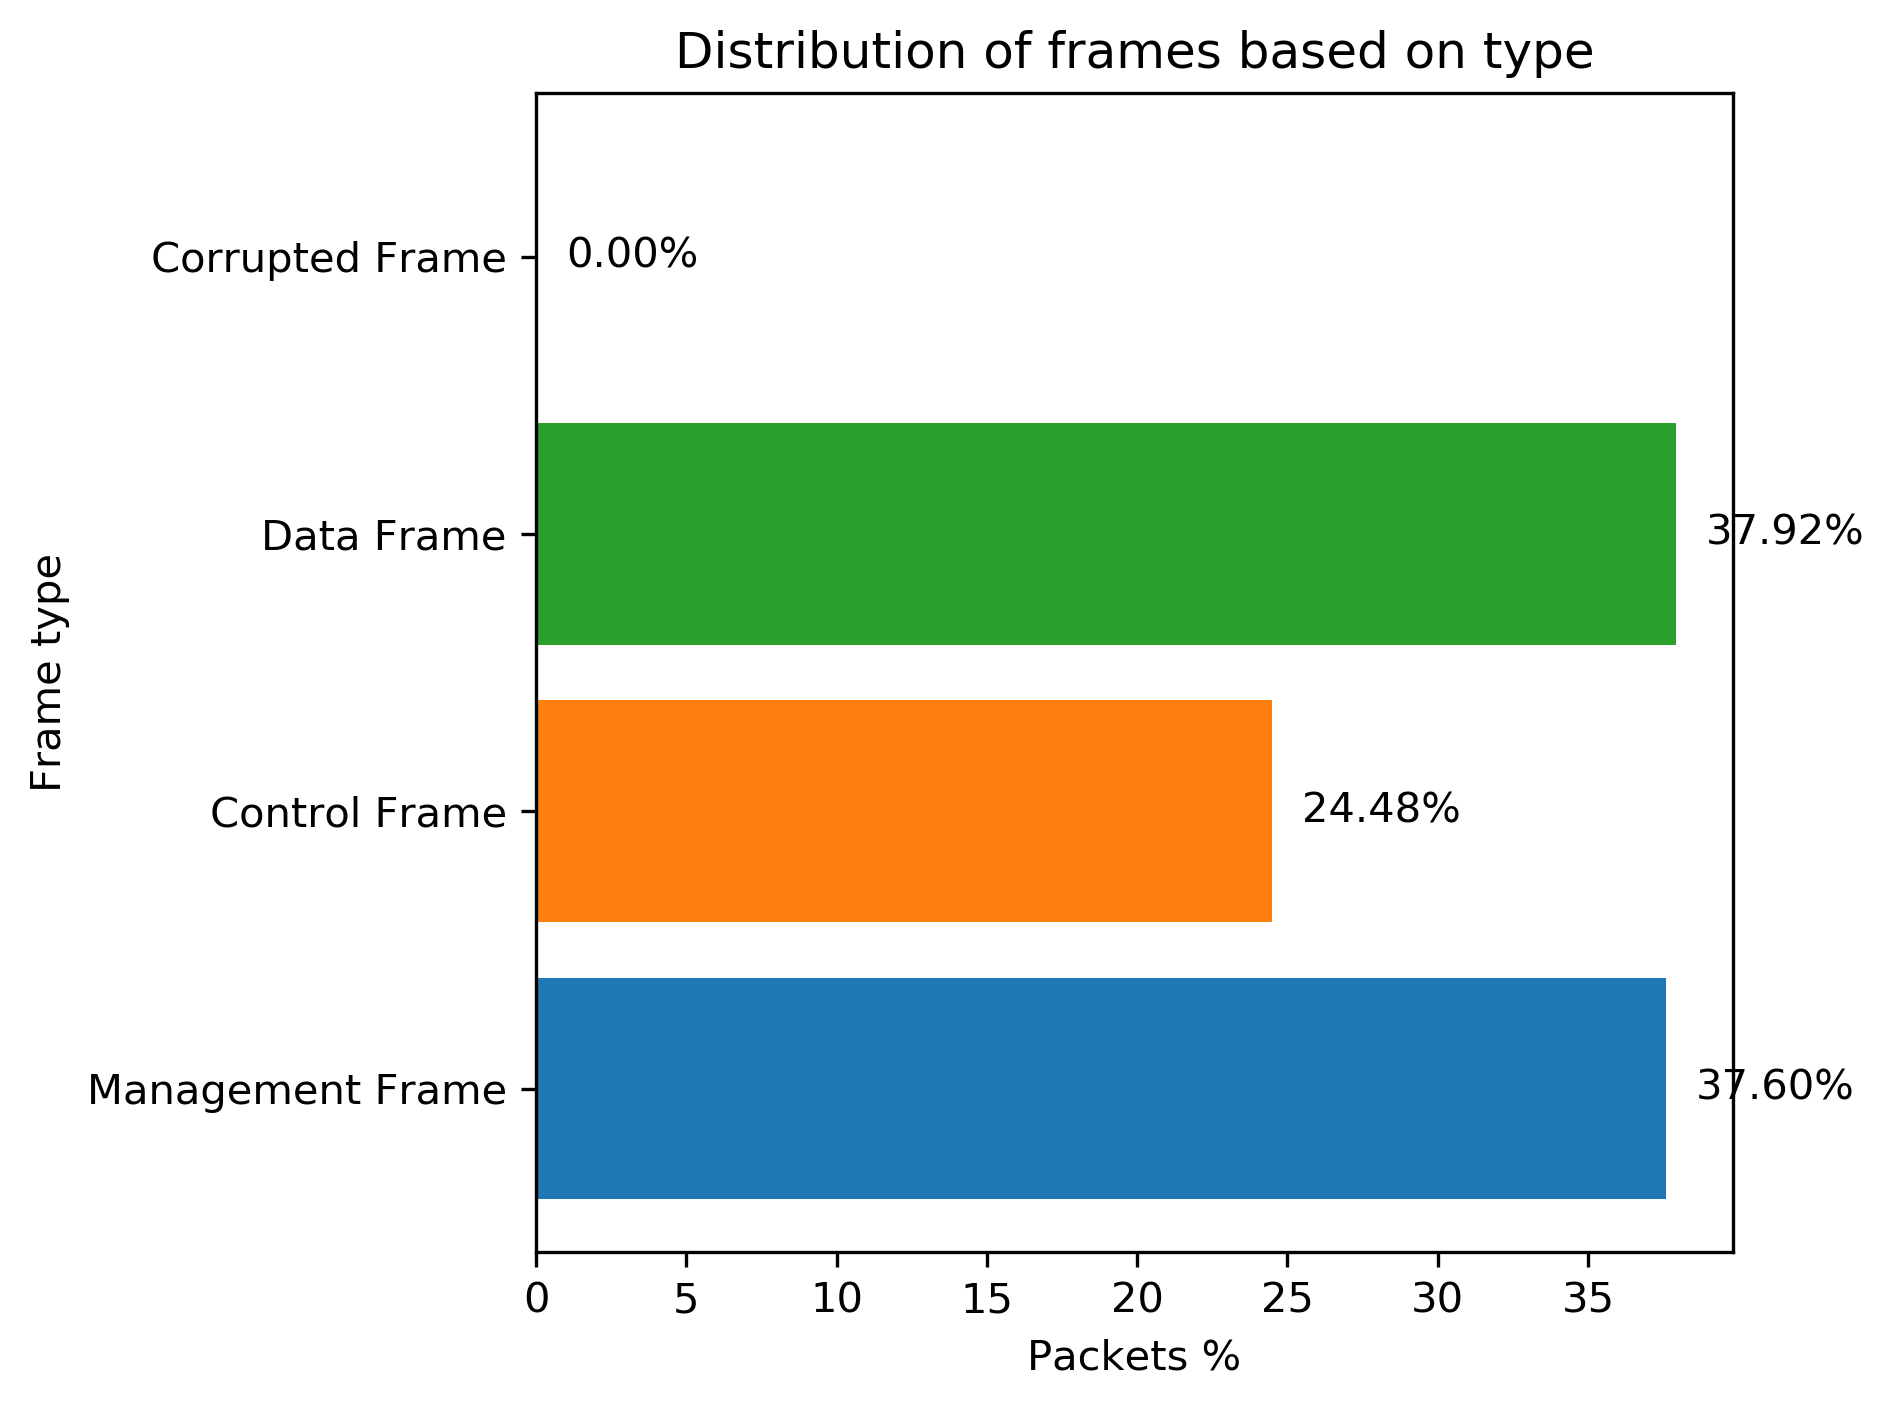 Distribution of frames based on type
Corrupted Frame
0.00%
Data Frame
37.92%
Control Frame
24.48%
Management Frame
37.60%
Frame type
0 5 10 15 20 25 30 35
Packets %